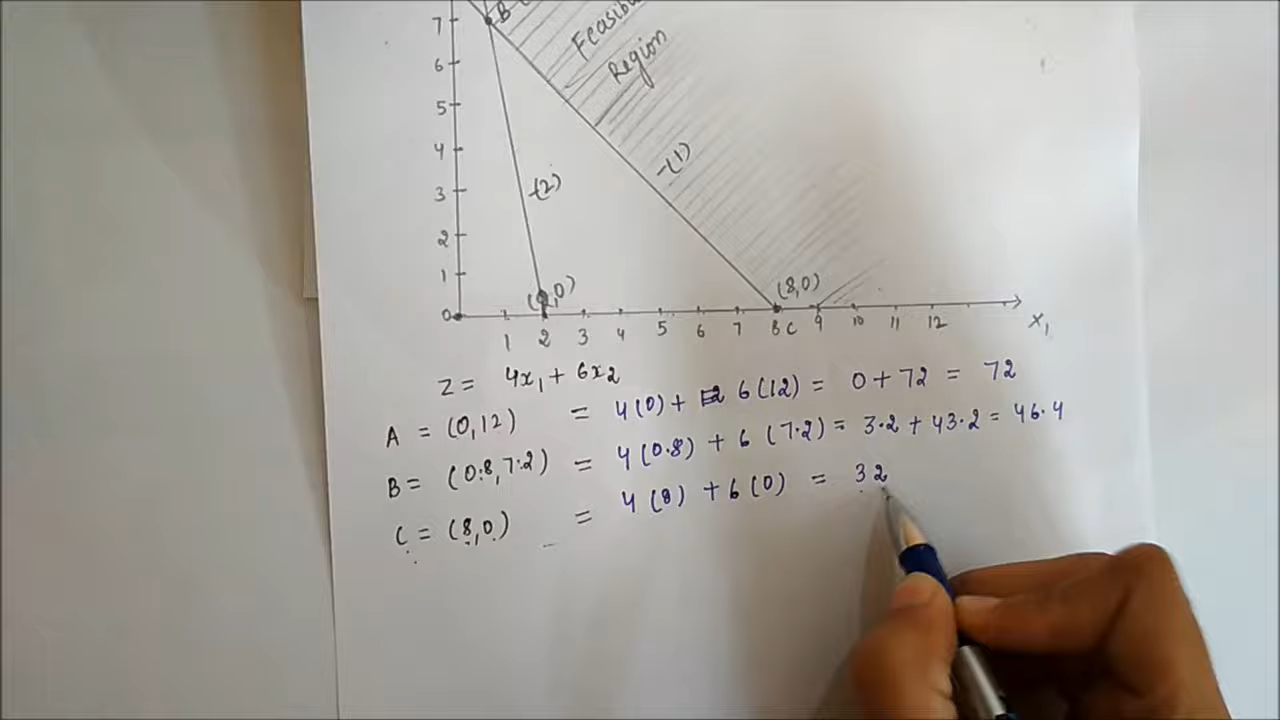 7
B
Feasib
Region
6
5
4
-(1)
3
-(2)
2
1
(2,0)
(8,0)
0
1 2 3 4 5 6 7 8 C 9 10 11 12
x₁
Z = 4x₁ + 6x₂
A = (0,12) = 4(0) + 6(12) = 0 + 72 = 72
B = (0.8, 7.2) = 4(0.8) + 6(7.2) = 3.2 + 43.2 = 46.4
C = (8,0) = 4(8) + 6(0) = 32